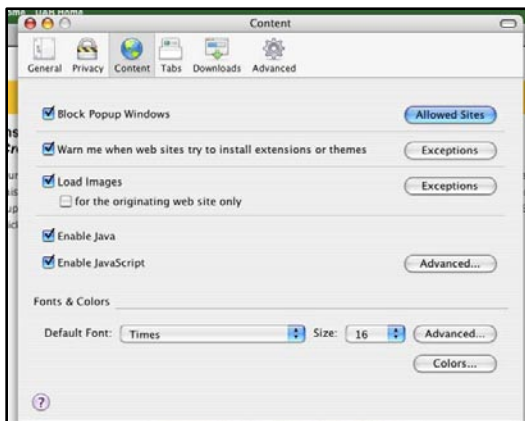 Content
General Privacy Content Tabs Downloads Advanced
Block Popup Windows Allowed Sites
Warn me when web sites try to install extensions or themes Exceptions
Load Images Exceptions
for the originating web site only
Enable Java
Enable JavaScript Advanced...
Fonts & Colors
Default Font: Times Size: 16 Advanced...
Colors...
?